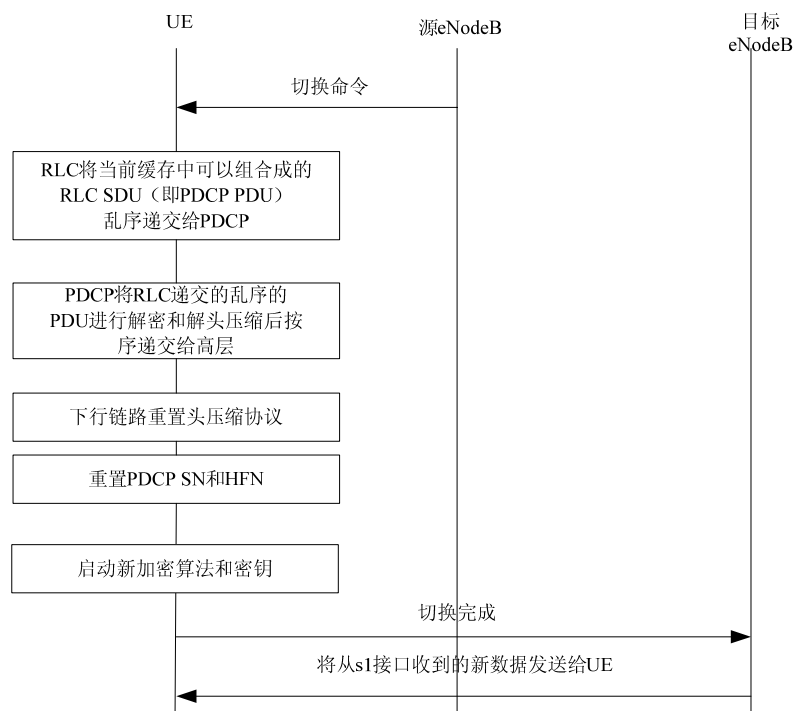 UE
源eNodeB
目标
eNodeB
切换命令
RLC将当前缓存中可以组合成的
RLC SDU（即PDCP PDU）
乱序递交给PDCP
PDCP将RLC递交的乱序的
PDU进行解密和解头压缩后按
序递交给高层
下行链路重置头压缩协议
重置PDCP SN和HFN
启动新加密算法和密钥
切换完成
将从s1接口收到的新数据发送给UE